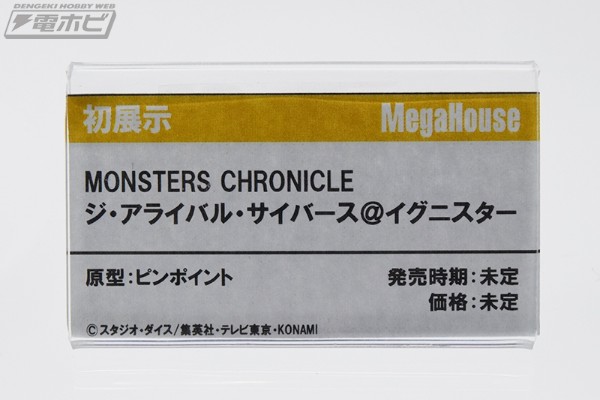 DENGEKI HOBBY WEB
電ホビ
初展示 MegaHouse
MONSTERS CHRONICLE
ジ・アライバル・サイバース@イグニスター
原型:ピンポイント 発売時期:未定
価格:未定
©スタジオ・ダイス/集英社・テレビ東京・KONAMI